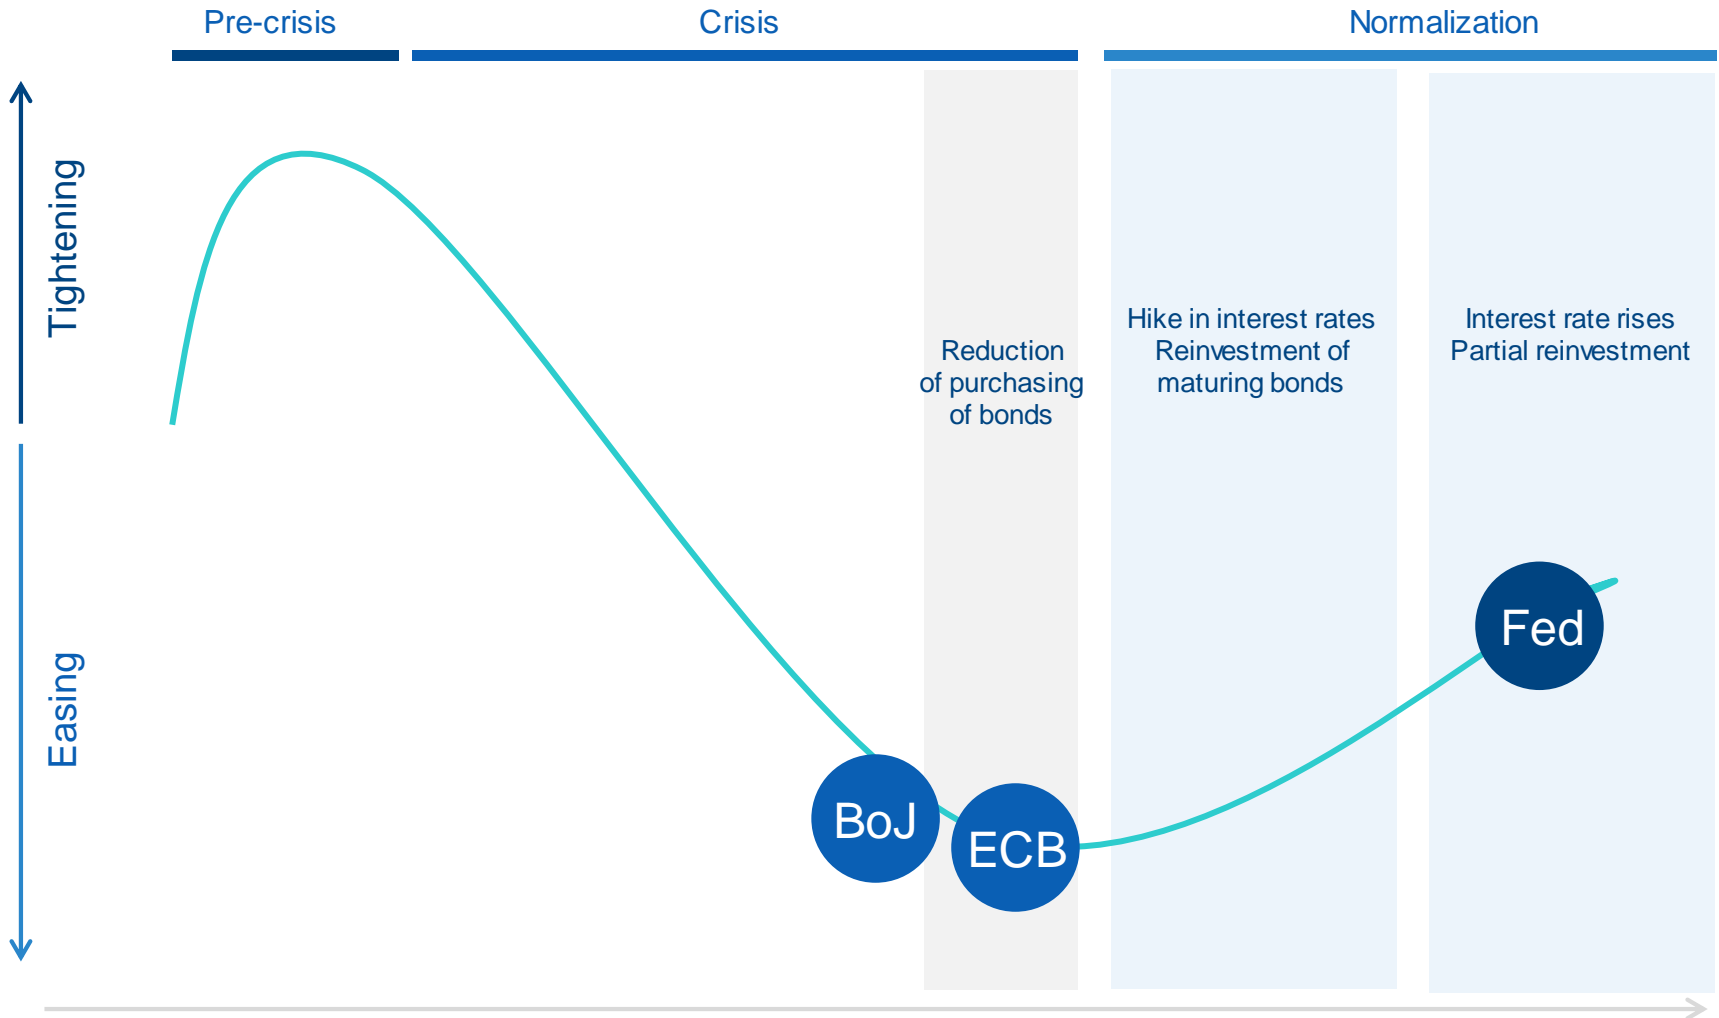 Pre-crisis
Crisis
Normalization
Tightening
Easing
Reduction
of purchasing
of bonds
Hike in interest rates
Reinvestment of
maturing bonds
Interest rate rises
Partial reinvestment
BoJ
ECB
Fed